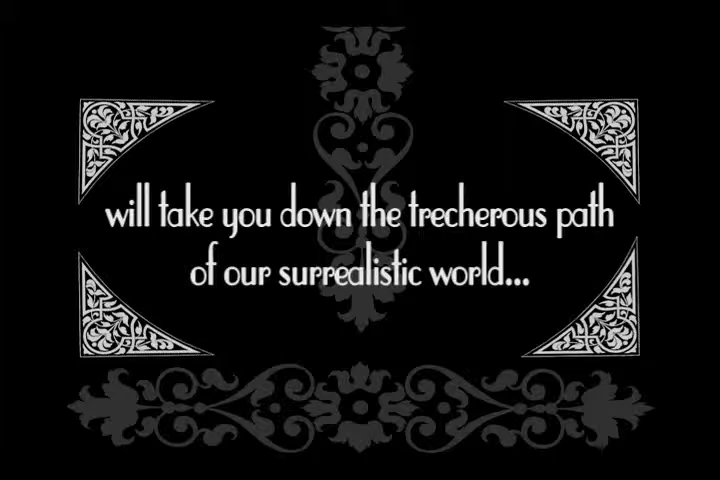 will take you down the trecherous path
of our surrealistic world...